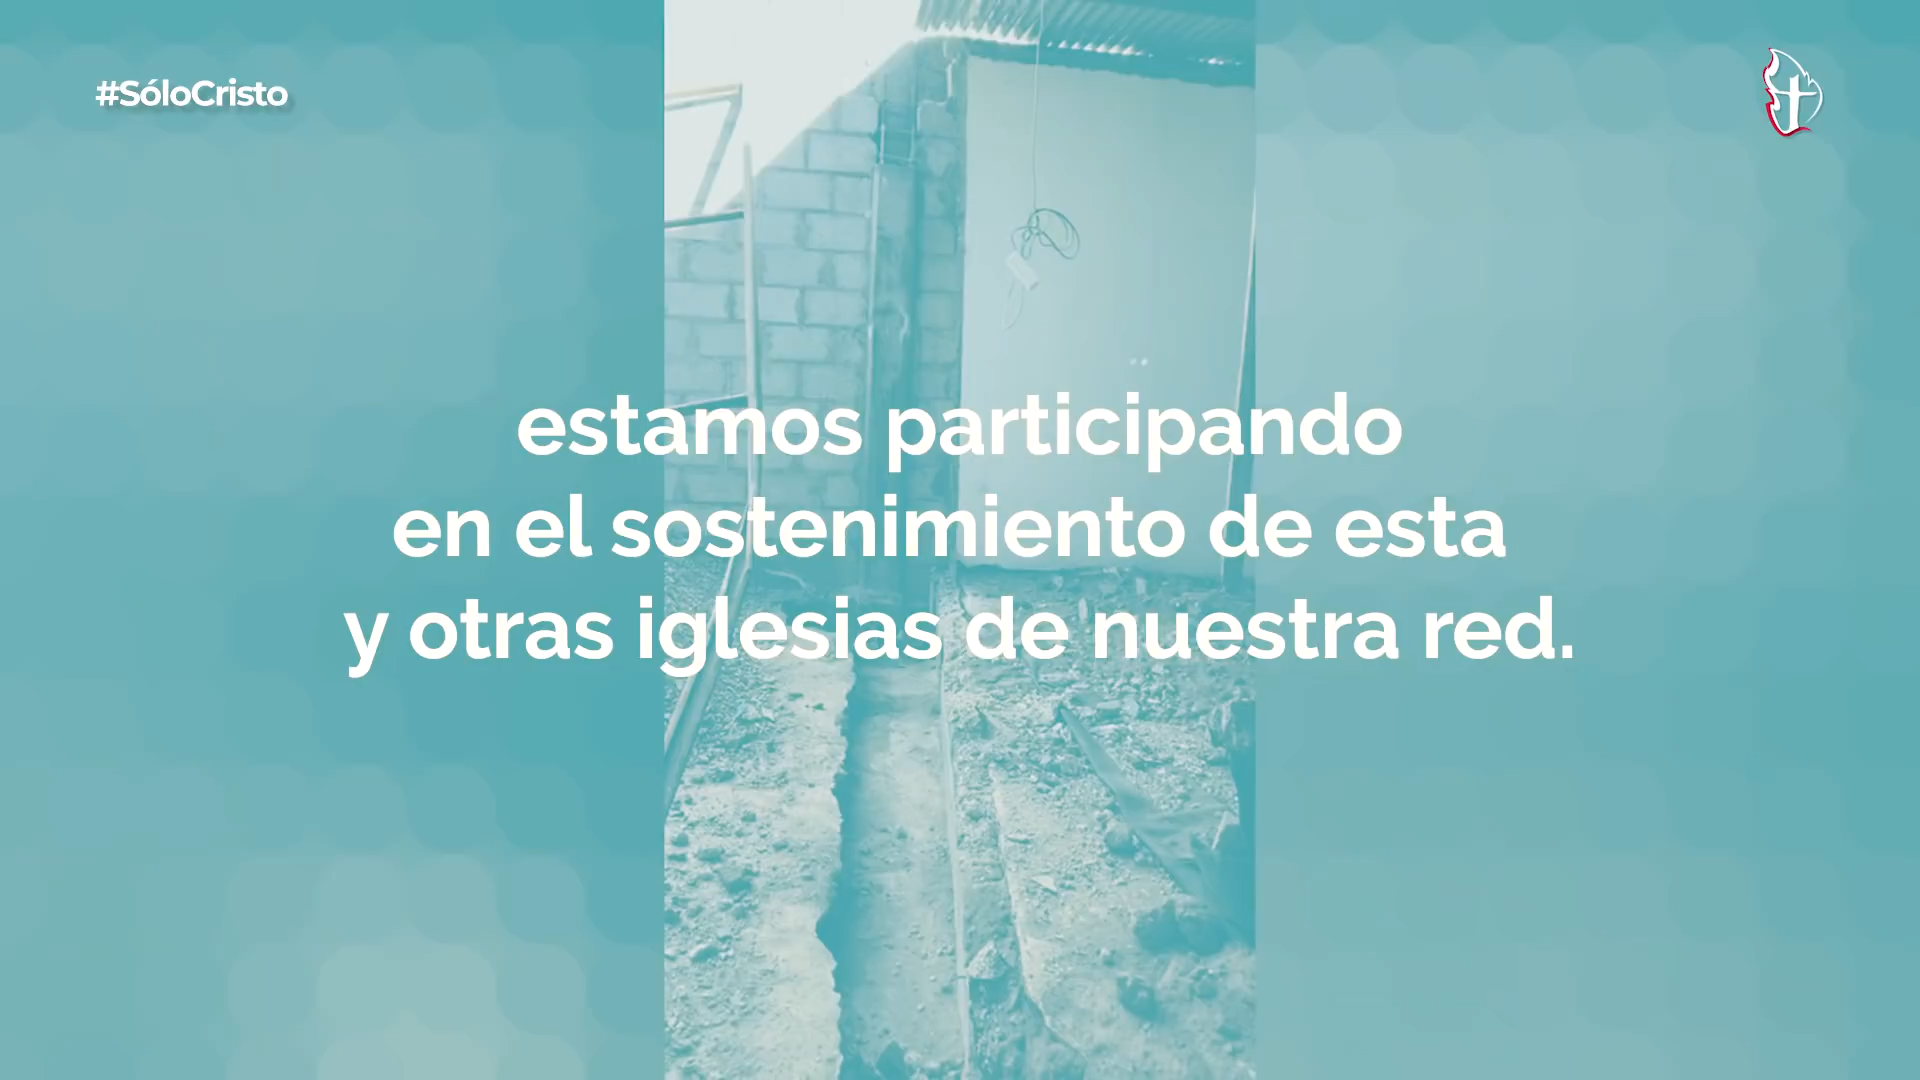 #SóloCristo
estamos participando
en el sostenimiento de esta
y otras iglesias de nuestra red.